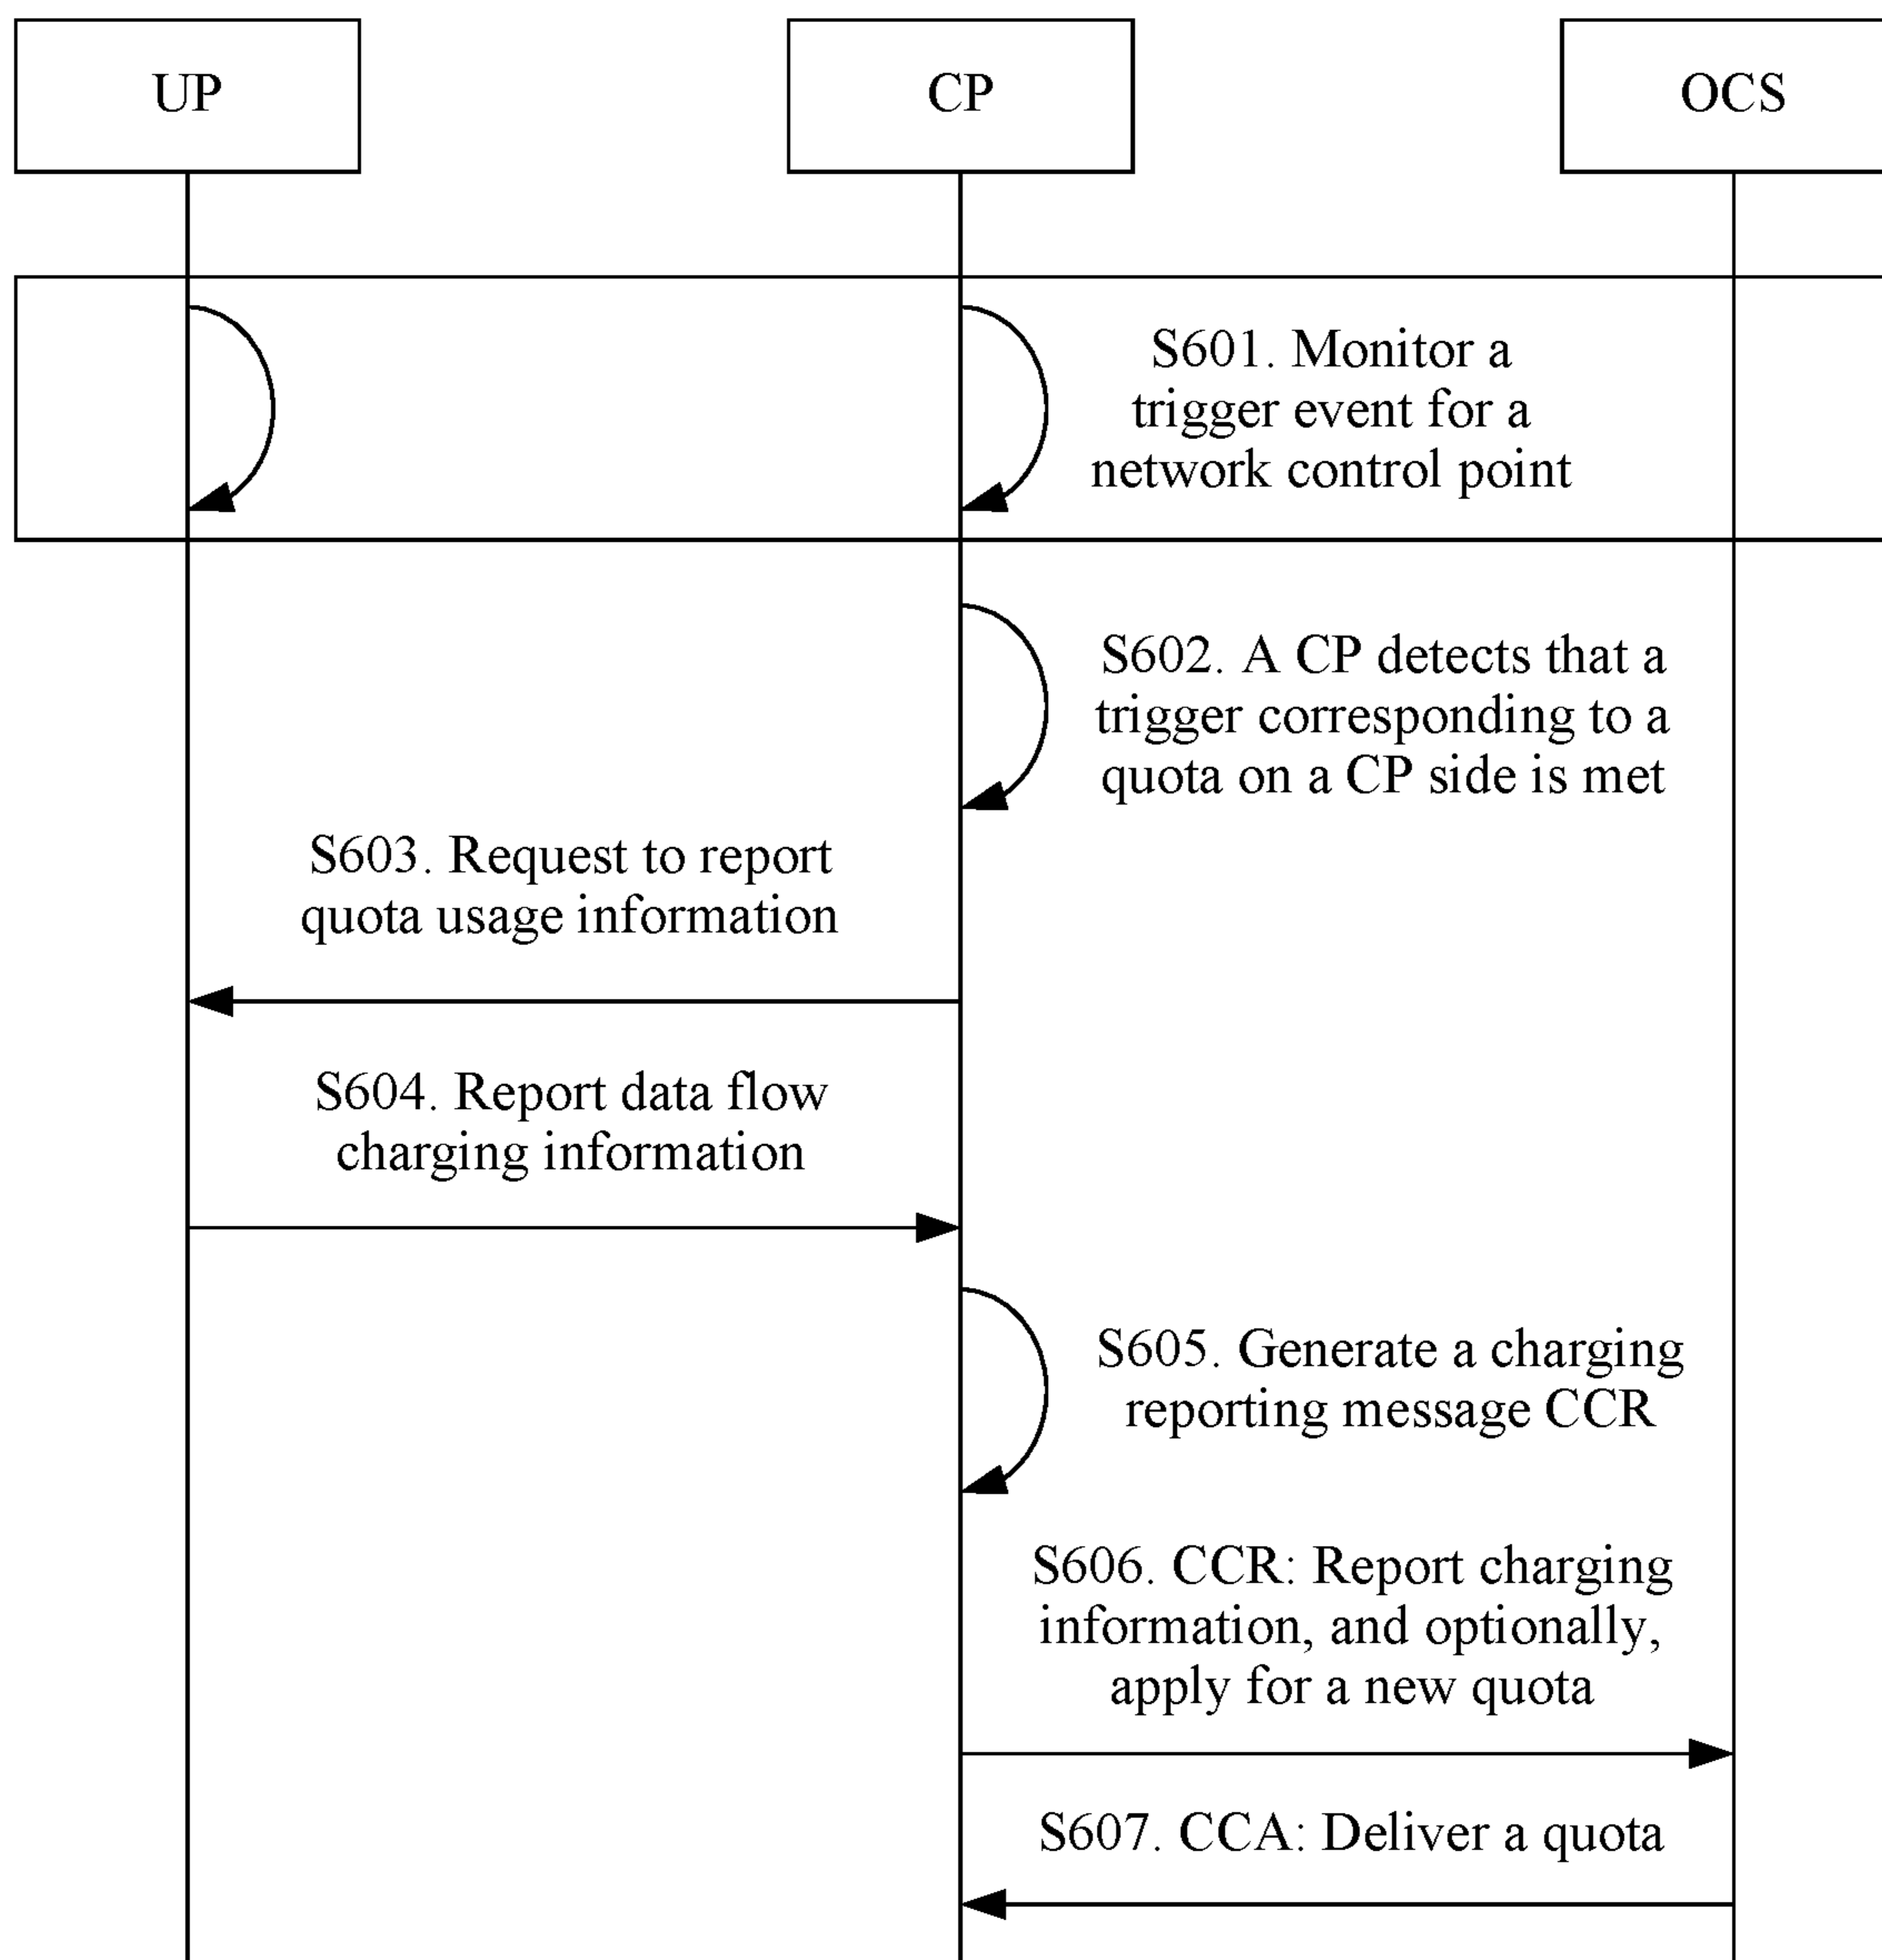 UP
CP
OCS
S601. Monitor a
trigger event for a
network control point
S602. A CP detects that a
trigger corresponding to a
quota on a CP side is met
S603. Request to report
quota usage information
S604. Report data flow
charging information
S605. Generate a charging
reporting message CCR
S606. CCR: Report charging
information, and optionally,
apply for a new quota
S607. CCA: Deliver a quota